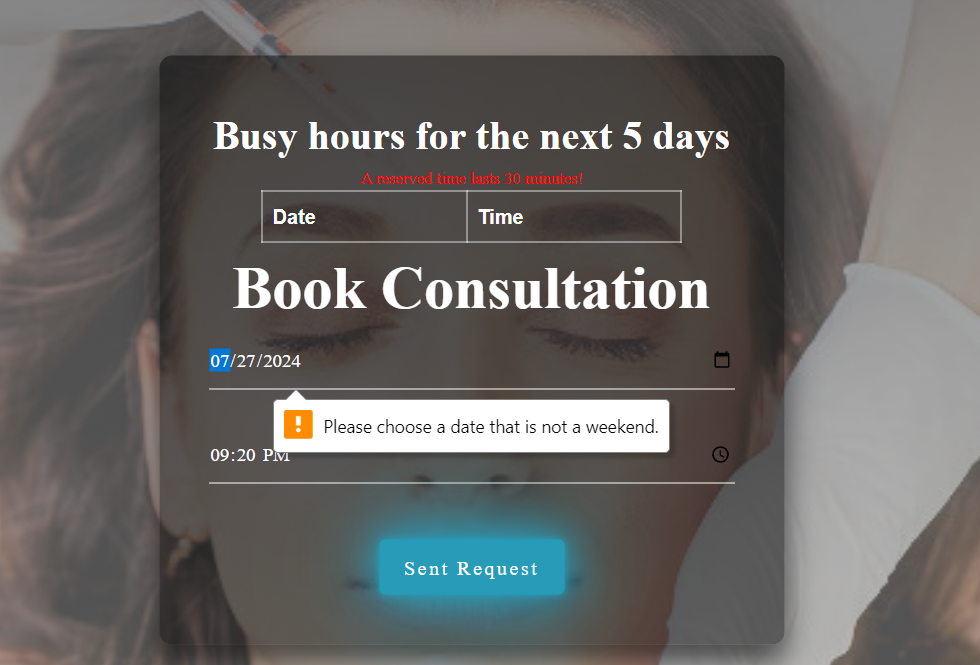 Busy hours for the next 5 days
A reserved time lasts 30 minutes!
Date Time
Book Consultation
07/27/2024
Please choose a date that is not a weekend.
09:20 PM
Sent Request